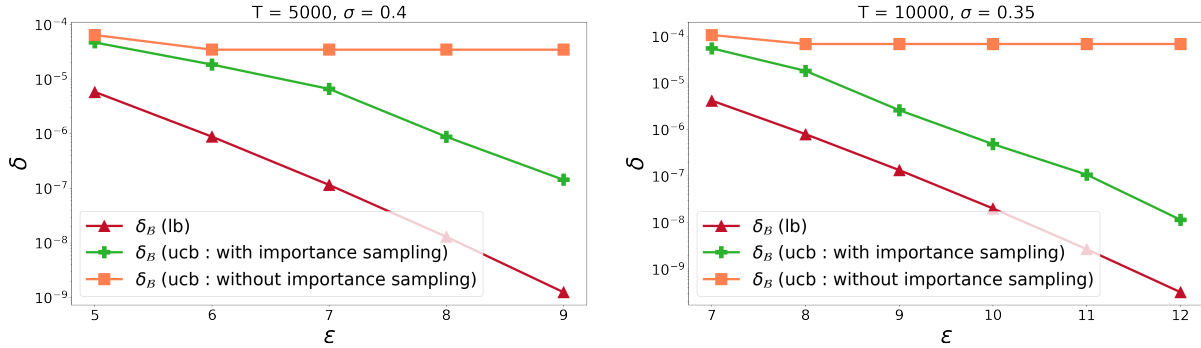 T = 5000, σ = 0.4
10⁻⁴
10⁻⁵
10⁻⁶
10⁻⁷
10⁻⁸
10⁻⁹
δ
δ_ℬ (lb)
δ_ℬ (ucb : with importance sampling)
δ_ℬ (ucb : without importance sampling)
5 6 7 8 9
ε
T = 10000, σ = 0.35
10⁻⁴
10⁻⁵
10⁻⁶
10⁻⁷
10⁻⁸
10⁻⁹
δ
δ_ℬ (lb)
δ_ℬ (ucb : with importance sampling)
δ_ℬ (ucb : without importance sampling)
7 8 9 10 11 12
ε